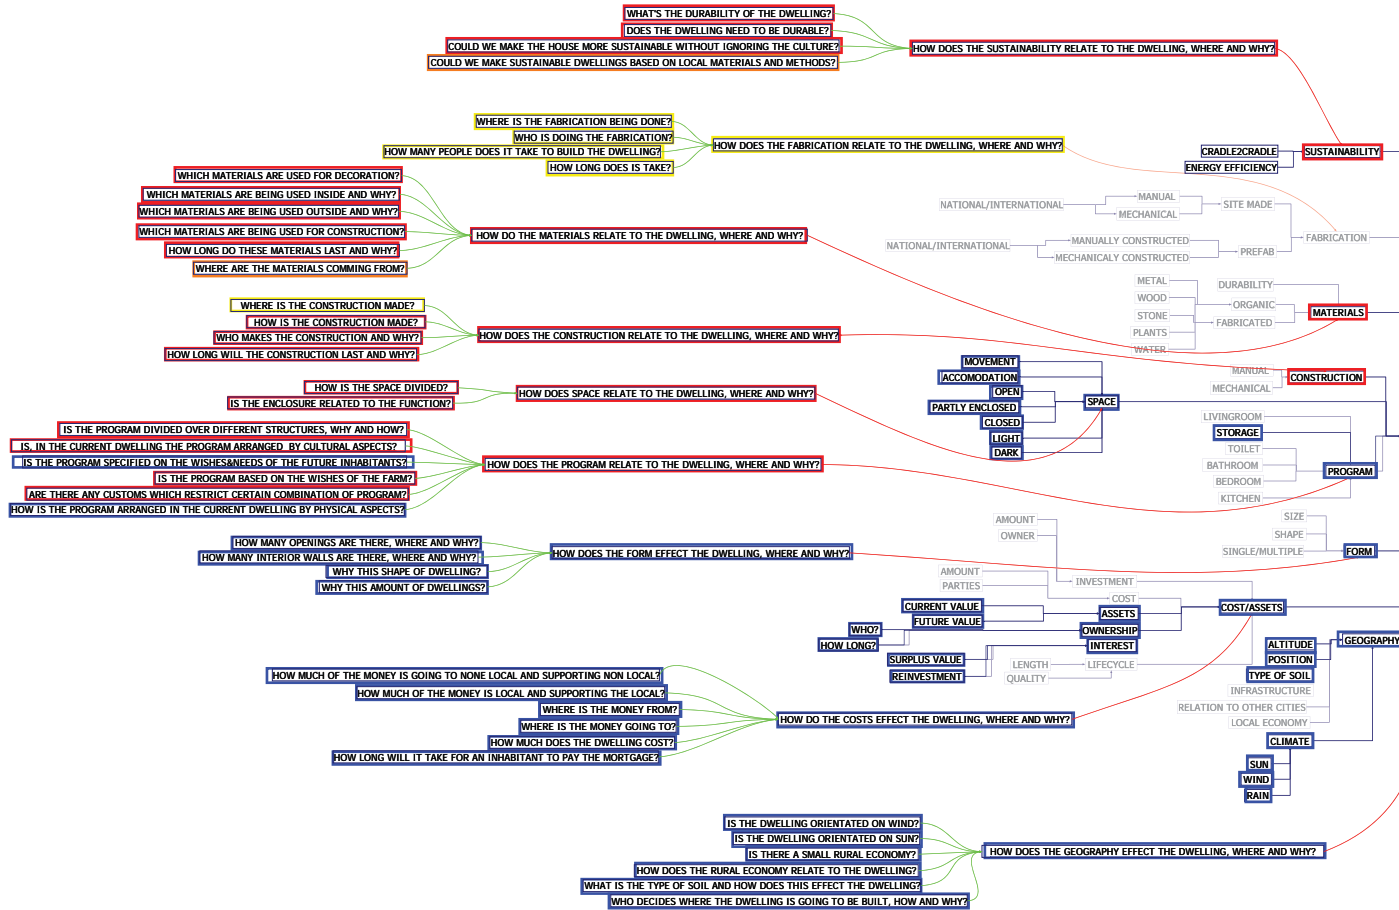 WHAT'S THE DURABILITY OF THE DWELLING?
DOES THE DWELLING NEED TO BE DURABLE?
COULD WE MAKE THE HOUSE MORE SUSTAINABLE WITHOUT IGNORING THE CULTURE?
COULD WE MAKE SUSTAINABLE DWELLINGS BASED ON LOCAL MATERIALS AND METHODS?
HOW DOES THE SUSTAINABILITY RELATE TO THE DWELLING, WHERE AND WHY?
CRADLE2CRADLE
ENERGY EFFICIENCY
SUSTAINABILITY
WHERE IS THE FABRICATION BEING DONE?
WHO IS DOING THE FABRICATION?
HOW MANY PEOPLE DOES IT TAKE TO BUILD THE DWELLING?
HOW LONG DOES IS TAKE?
HOW DOES THE FABRICATION RELATE TO THE DWELLING, WHERE AND WHY?
NATIONAL/INTERNATIONAL
MANUAL
MECHANICAL
SITE MADE
NATIONAL/INTERNATIONAL
MANUALLY CONSTRUCTED
MECHANICALY CONSTRUCTED
PREFAB
FABRICATION
WHICH MATERIALS ARE USED FOR DECORATION?
WHICH MATERIALS ARE BEING USED INSIDE AND WHY?
WHICH MATERIALS ARE BEING USED OUTSIDE AND WHY?
WHICH MATERIALS ARE BEING USED FOR CONSTRUCTION?
HOW LONG DO THESE MATERIALS LAST AND WHY?
WHERE ARE THE MATERIALS COMMING FROM?
HOW DO THE MATERIALS RELATE TO THE DWELLING, WHERE AND WHY?
METAL
WOOD
STONE
PLANTS
WATER
DURABILITY
ORGANIC
FABRICATED
MATERIALS
WHERE IS THE CONSTRUCTION MADE?
HOW IS THE CONSTRUCTION MADE?
WHO MAKES THE CONSTRUCTION AND WHY?
HOW LONG WILL THE CONSTRUCTION LAST AND WHY?
HOW DOES THE CONSTRUCTION RELATE TO THE DWELLING, WHERE AND WHY?
MANUAL
MECHANICAL
CONSTRUCTION
HOW IS THE SPACE DIVIDED?
IS THE ENCLOSURE RELATED TO THE FUNCTION?
HOW DOES SPACE RELATE TO THE DWELLING, WHERE AND WHY?
MOVEMENT
ACCOMODATION
OPEN
PARTLY ENCLOSED
CLOSED
LIGHT
DARK
SPACE
IS THE PROGRAM DIVIDED OVER DIFFERENT STRUCTURES, WHY AND HOW?
IS, IN THE CURRENT DWELLING THE PROGRAM ARRANGED BY CULTURAL ASPECTS?
IS THE PROGRAM SPECIFIED ON THE WISHES&NEEDS OF THE FUTURE INHABITANTS?
IS THE PROGRAM BASED ON THE WISHES OF THE FARM?
ARE THERE ANY CUSTOMS WHICH RESTRICT CERTAIN COMBINATION OF PROGRAM?
HOW IS THE PROGRAM ARRANGED IN THE CURRENT DWELLING BY PHYSICAL ASPECTS?
HOW DOES THE PROGRAM RELATE TO THE DWELLING, WHERE AND WHY?
LIVINGROOM
STORAGE
TOILET
BATHROOM
BEDROOM
KITCHEN
PROGRAM
HOW MANY OPENINGS ARE THERE, WHERE AND WHY?
HOW MANY INTERIOR WALLS ARE THERE, WHERE AND WHY?
WHY THIS SHAPE OF DWELLING?
WHY THIS AMOUNT OF DWELLINGS?
HOW DOES THE FORM EFFECT THE DWELLING, WHERE AND WHY?
SIZE
SHAPE
SINGLE/MULTIPLE
FORM
AMOUNT
OWNER
AMOUNT
PARTIES
INVESTMENT
COST
CURRENT VALUE
FUTURE VALUE
ASSETS
COST/ASSETS
WHO?
HOW LONG?
OWNERSHIP
INTEREST
SURPLUS VALUE
REINVESTMENT
LENGTH
QUALITY
LIFECYCLE
HOW MUCH OF THE MONEY IS GOING TO NONE LOCAL AND SUPPORTING NON LOCAL?
HOW MUCH OF THE MONEY IS LOCAL AND SUPPORTING THE LOCAL?
WHERE IS THE MONEY FROM?
WHERE IS THE MONEY GOING TO?
HOW MUCH DOES THE DWELLING COST?
HOW LONG WILL IT TAKE FOR AN INHABITANT TO PAY THE MORTGAGE?
HOW DO THE COSTS EFFECT THE DWELLING, WHERE AND WHY?
GEOGRAPHY
ALTITUDE
POSITION
TYPE OF SOIL
INFRASTRUCTURE
RELATION TO OTHER CITIES
LOCAL ECONOMY
CLIMATE
SUN
WIND
RAIN
IS THE DWELLING ORIENTATED ON WIND?
IS THE DWELLING ORIENTATED ON SUN?
IS THERE A SMALL RURAL ECONOMY?
HOW DOES THE RURAL ECONOMY RELATE TO THE DWELLING?
WHAT IS THE TYPE OF SOIL AND HOW DOES THIS EFFECT THE DWELLING?
WHO DECIDES WHERE THE DWELLING IS GOING TO BE BUILT, HOW AND WHY?
HOW DOES THE GEOGRAPHY EFFECT THE DWELLING, WHERE AND WHY?